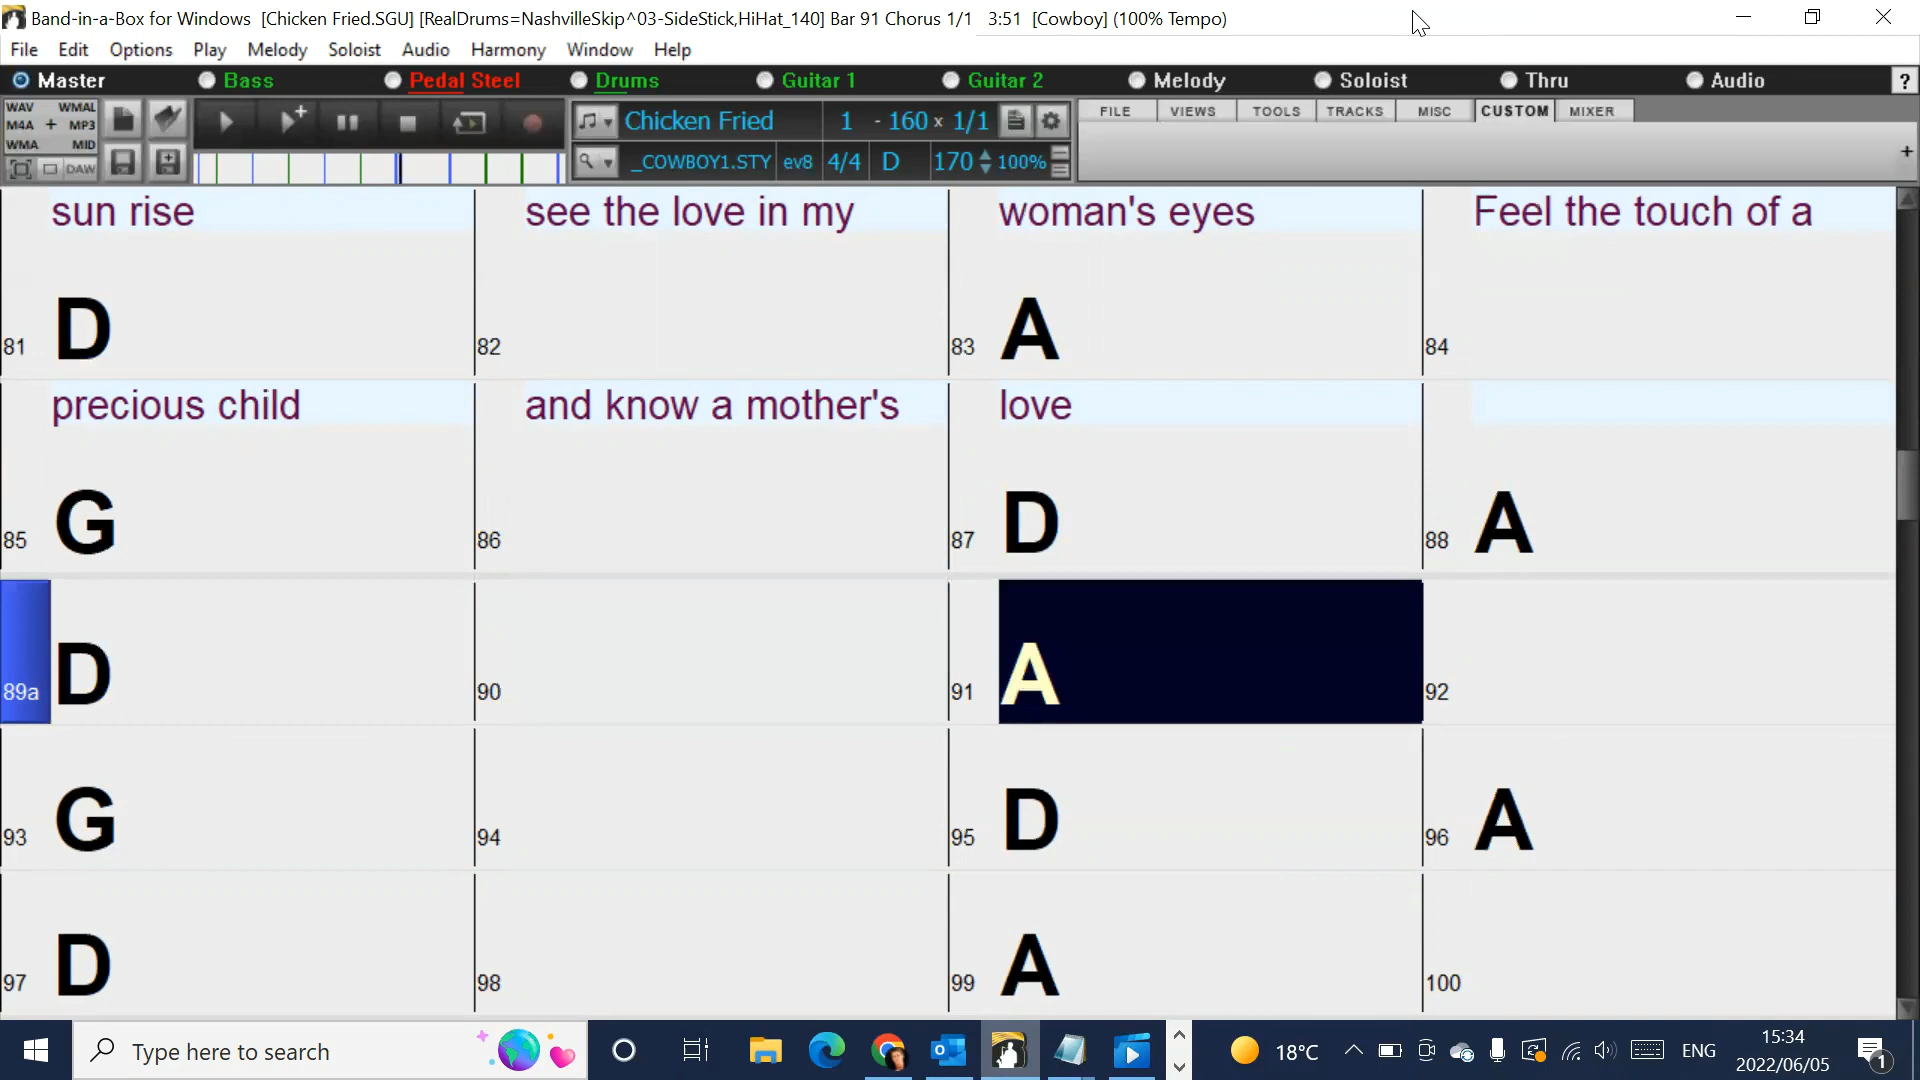 Band-in-a-Box for Windows [Chicken Fried.SGU] [RealDrums=NashvilleSkip^03-SideStick,HiHat_140] Bar 91 Chorus 1/1 3:51 [Cowboy] (100% Tempo)
File Edit Options Play Melody Soloist Audio Harmony Window Help
Master Bass Pedal Steel Drums Guitar 1 Guitar 2 Melody Soloist Thru Audio ?
WAV WMAL
M4A + MP3
WMA MID
DAW
Chicken Fried 1 - 160 x 1/1
_COWBOY1.STY ev8 4/4 D 170 100%
FILE VIEWS TOOLS TRACKS MISC CUSTOM MIXER
+
sun rise see the love in my woman's eyes Feel the touch of a
81 D 82 83 A 84
precious child and know a mother's love
85 G 86 87 D 88 A
89a D 90 91 A 92
93 G 94 95 D 96 A
97 D 98 99 A 100
Type here to search
18°C ENG 15:34
2022/06/05
1